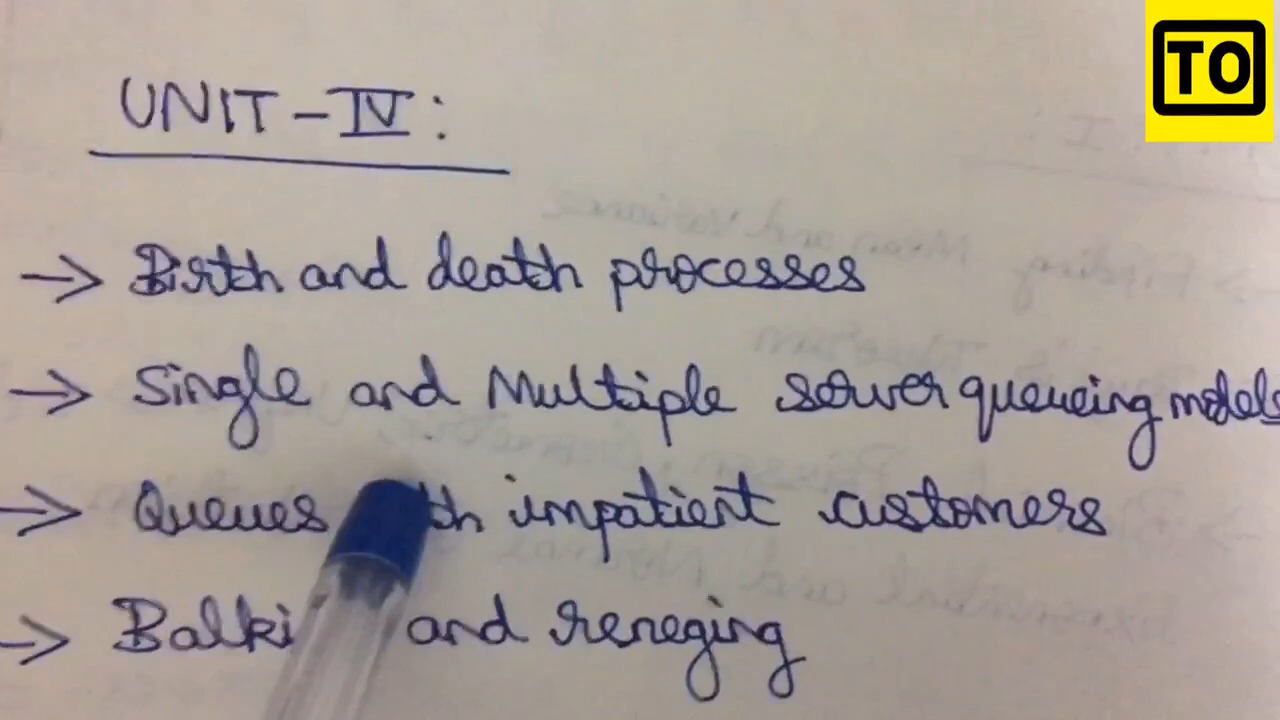 TO
UNIT-IV:
→ Birth and death processes
→ Single and Multiple server queueing models
→ Queues th impatient customers
→ Balki and reneging